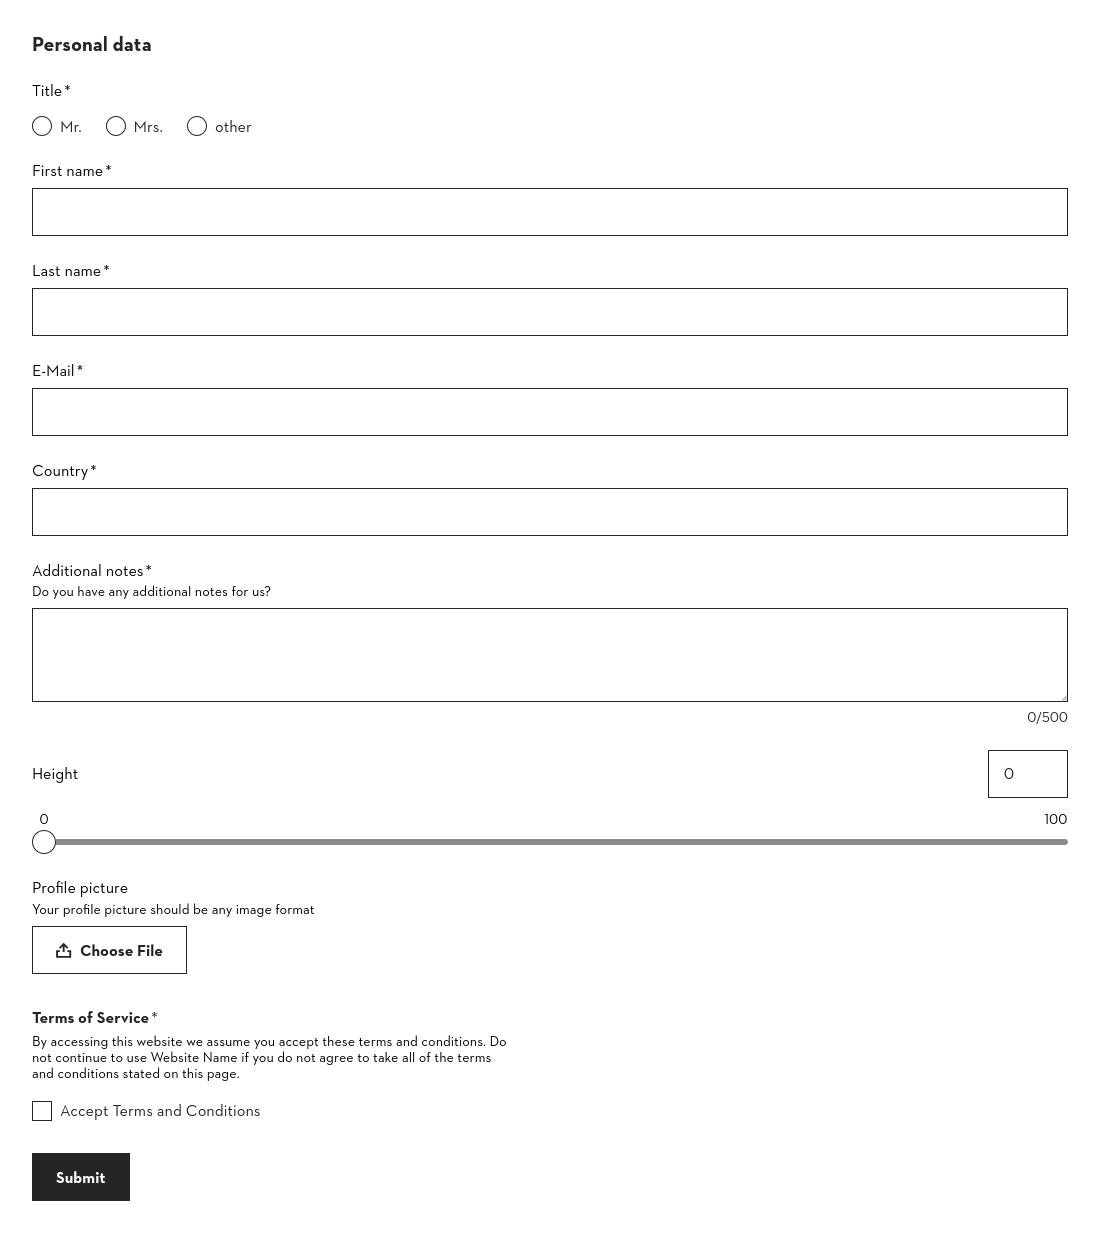 Personal data
Title *
Mr. Mrs. other
First name *
Last name *
E-Mail *
Country *
Additional notes *
Do you have any additional notes for us?
0/500
Height 0
0 100
Profile picture
Your profile picture should be any image format
Choose File
Terms of Service *
By accessing this website we assume you accept these terms and conditions. Do
not continue to use Website Name if you do not agree to take all of the terms
and conditions stated on this page.
Accept Terms and Conditions
Submit